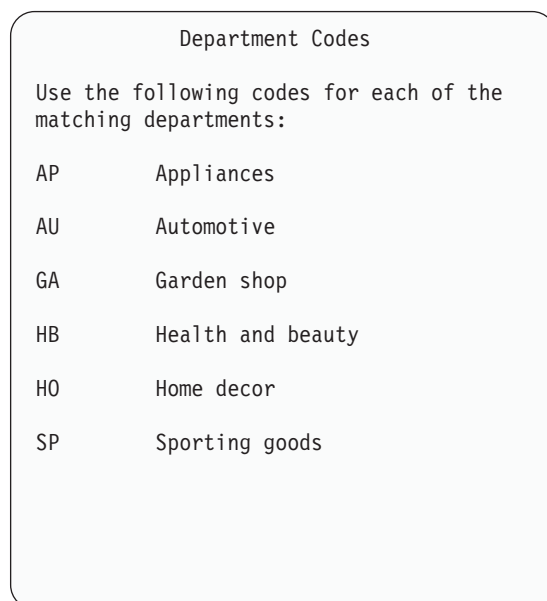 Department Codes
Use the following codes for each of the
matching departments:
AP Appliances
AU Automotive
GA Garden shop
HB Health and beauty
HO Home decor
SP Sporting goods